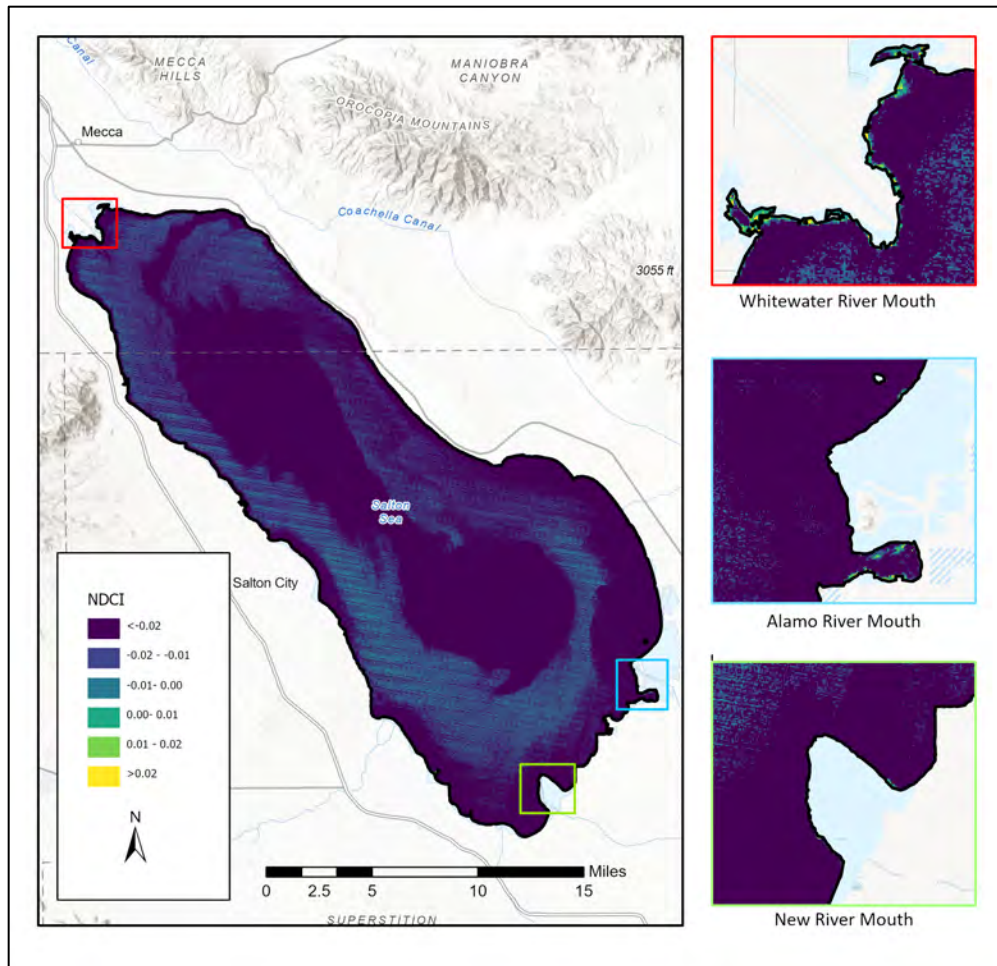 Canal
MECCA
HILLS
MANIOBRA
CANYON
OROCOPIA MOUNTAINS
Mecca
Coachella Canal
3055 ft
Whitewater River Mouth
Salton
Sea
Salton City
NDCI
<-0.02
-0.02 - -0.01
-0.01- 0.00
0.00- 0.01
0.01 - 0.02
>0.02
N
Alamo River Mouth
Miles
0 2.5 5 10 15
SUPERSTITION
New River Mouth